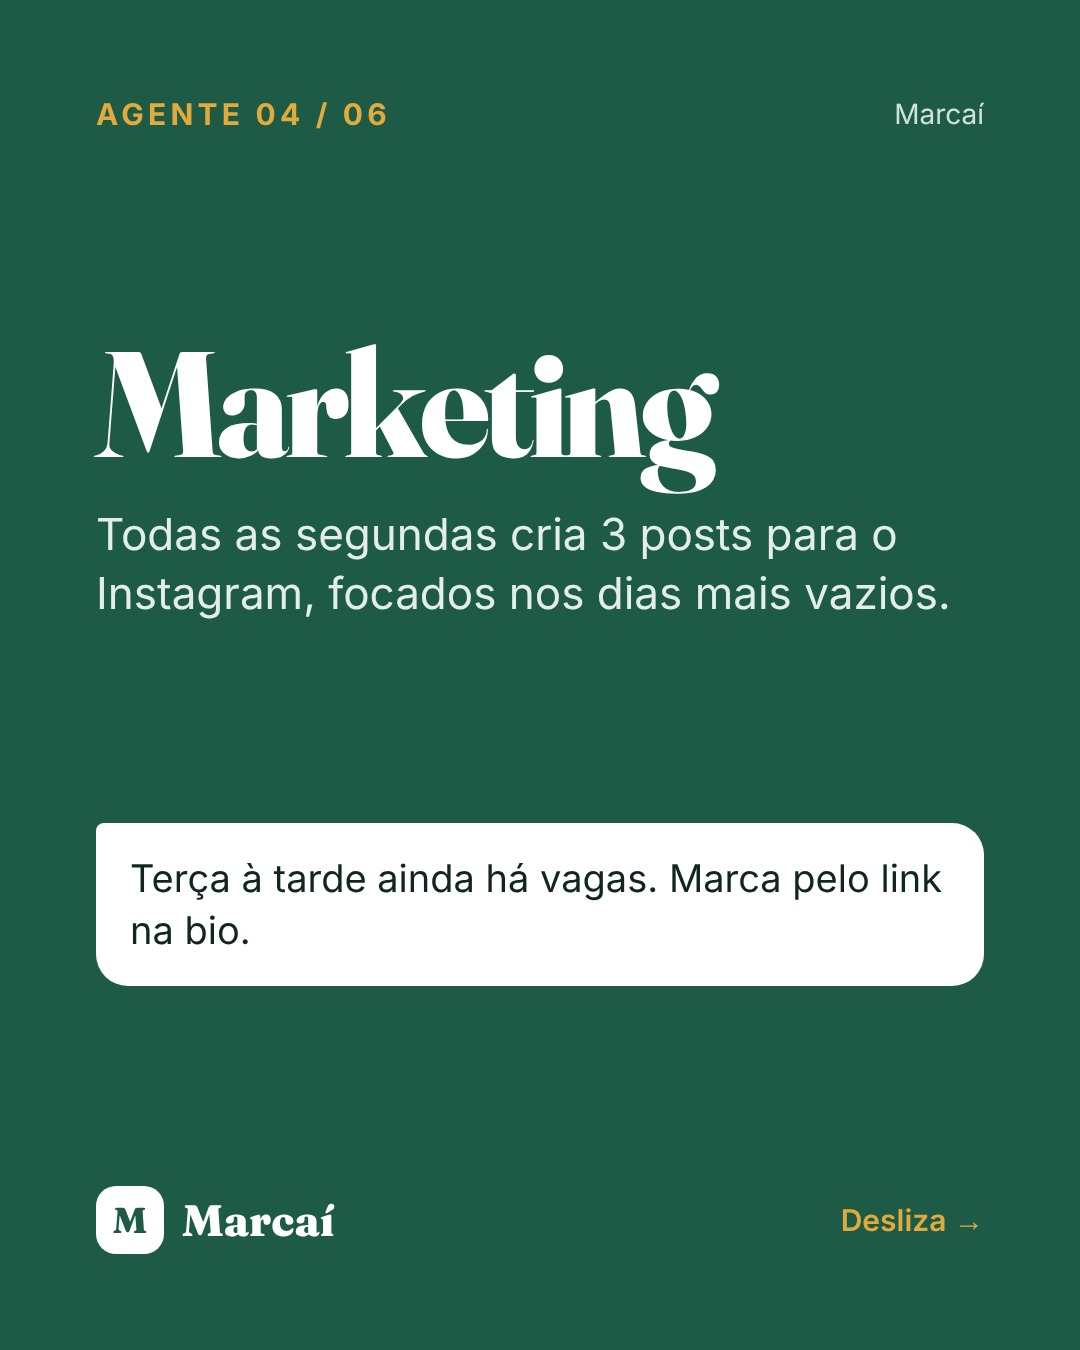 AGENTE 04 / 06
Marcaí
Marketing
Todas as segundas cria 3 posts para o
Instagram, focados nos dias mais vazios.
Terça à tarde ainda há vagas. Marca pelo link
na bio.
M Marcaí
Desliza →